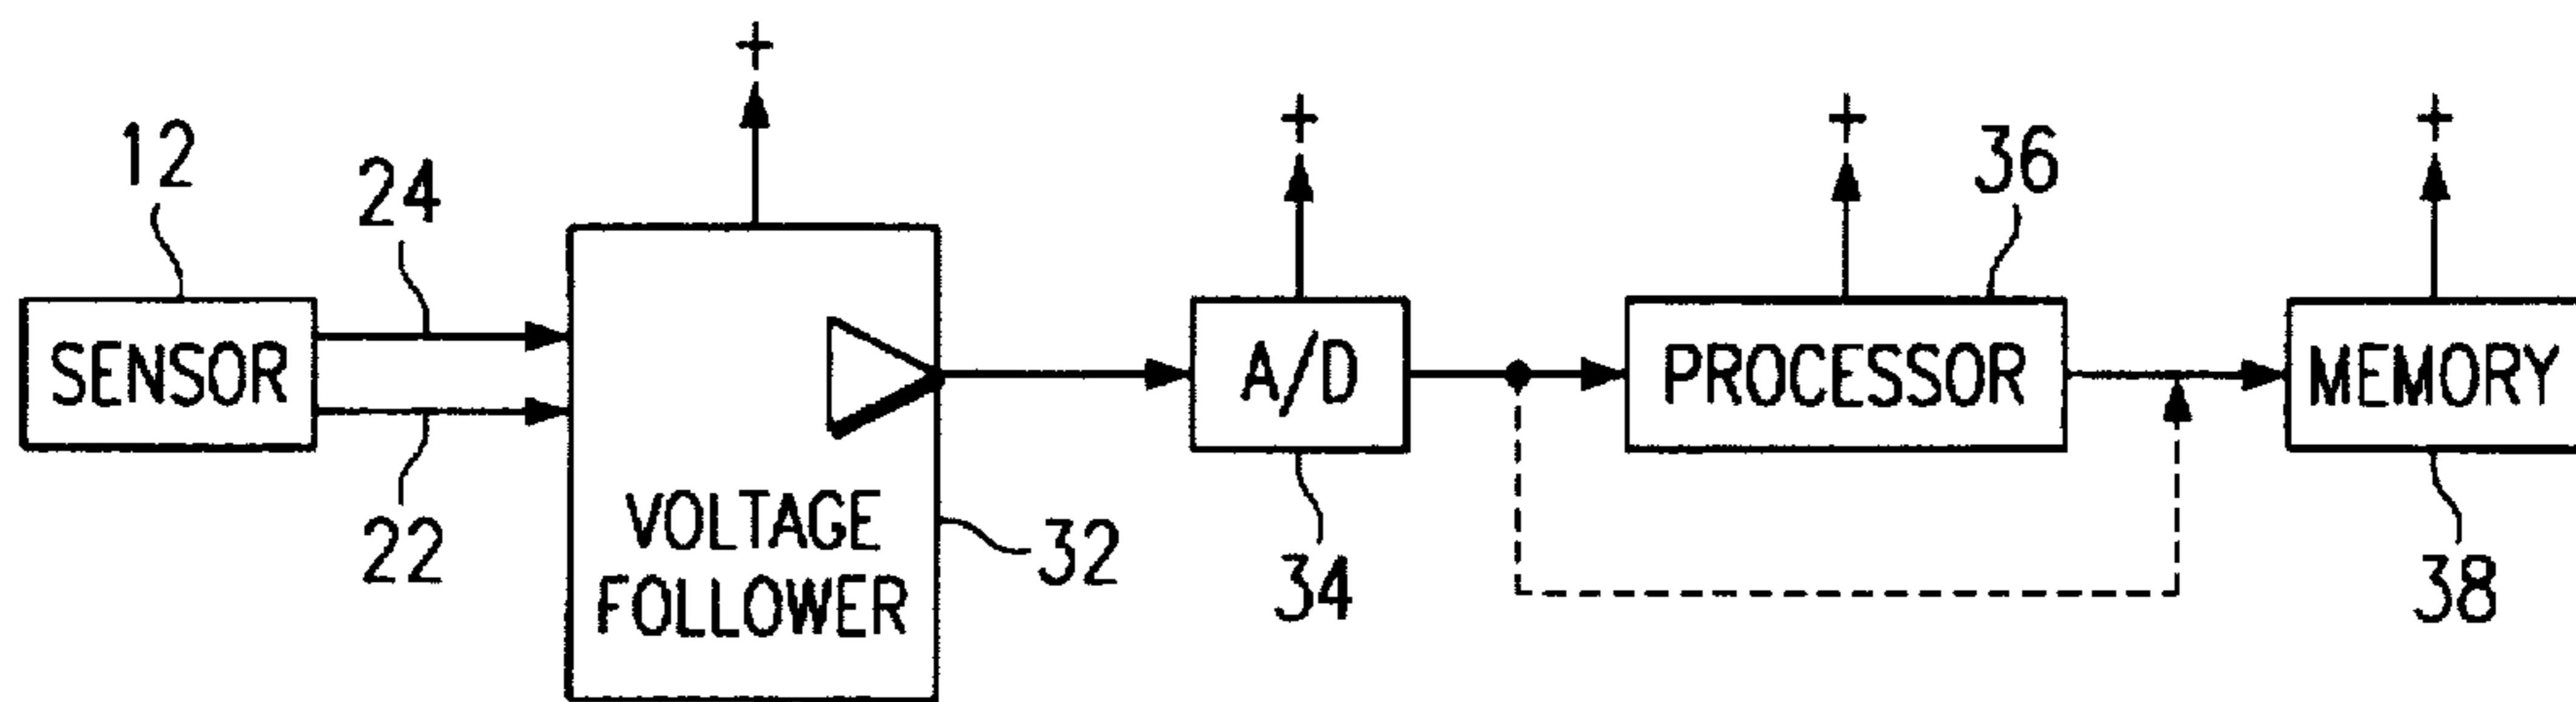 +
+
+
+
12
24
36
SENSOR
A/D
PROCESSOR
MEMORY
22
VOLTAGE
FOLLOWER
32
34
38